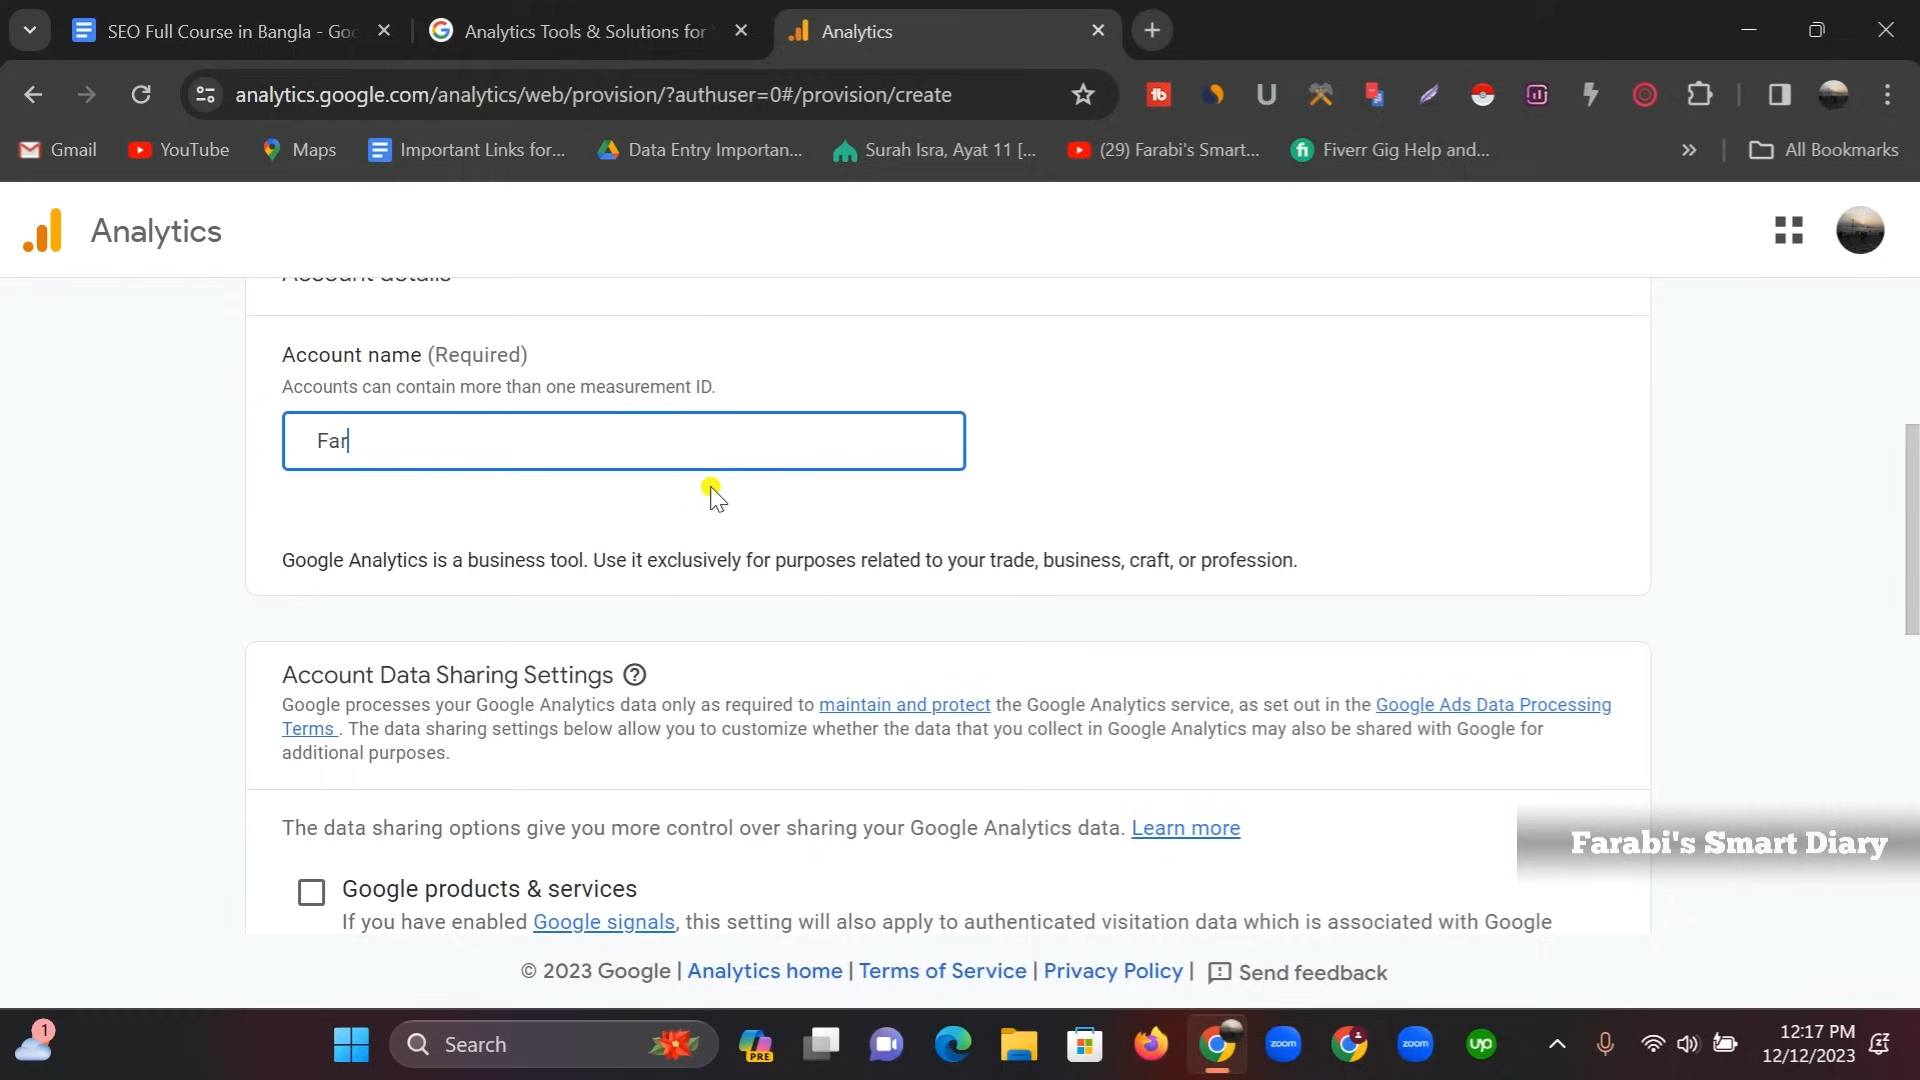 SEO Full Course in Bangla - Goo
Analytics Tools & Solutions for
Analytics
analytics.google.com/analytics/web/provision/?authuser=0#/provision/create
Gmail
YouTube
Maps
Important Links for...
Data Entry Importan...
Surah Isra, Ayat 11 [...
(29) Farabi's Smart...
Fiverr Gig Help and...
All Bookmarks
Analytics
Account details
Account name (Required)
Accounts can contain more than one measurement ID.
Far
Google Analytics is a business tool. Use it exclusively for purposes related to your trade, business, craft, or profession.
Account Data Sharing Settings
Google processes your Google Analytics data only as required to maintain and protect the Google Analytics service, as set out in the Google Ads Data Processing
Terms . The data sharing settings below allow you to customize whether the data that you collect in Google Analytics may also be shared with Google for
additional purposes.
The data sharing options give you more control over sharing your Google Analytics data. Learn more
Farabi's Smart Diary
Google products & services
If you have enabled Google signals, this setting will also apply to authenticated visitation data which is associated with Google
© 2023 Google | Analytics home | Terms of Service | Privacy Policy | Send feedback
1
Search
PRE
zoom
zoom
up
12:17 PM
12/12/2023